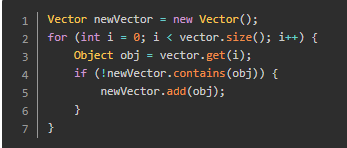 1 Vector newVector = new Vector();
2 for (int i = 0; i < vector.size(); i++) {
3     Object obj = vector.get(i);
4     if (!newVector.contains(obj)) {
5         newVector.add(obj);
6     }
7 }